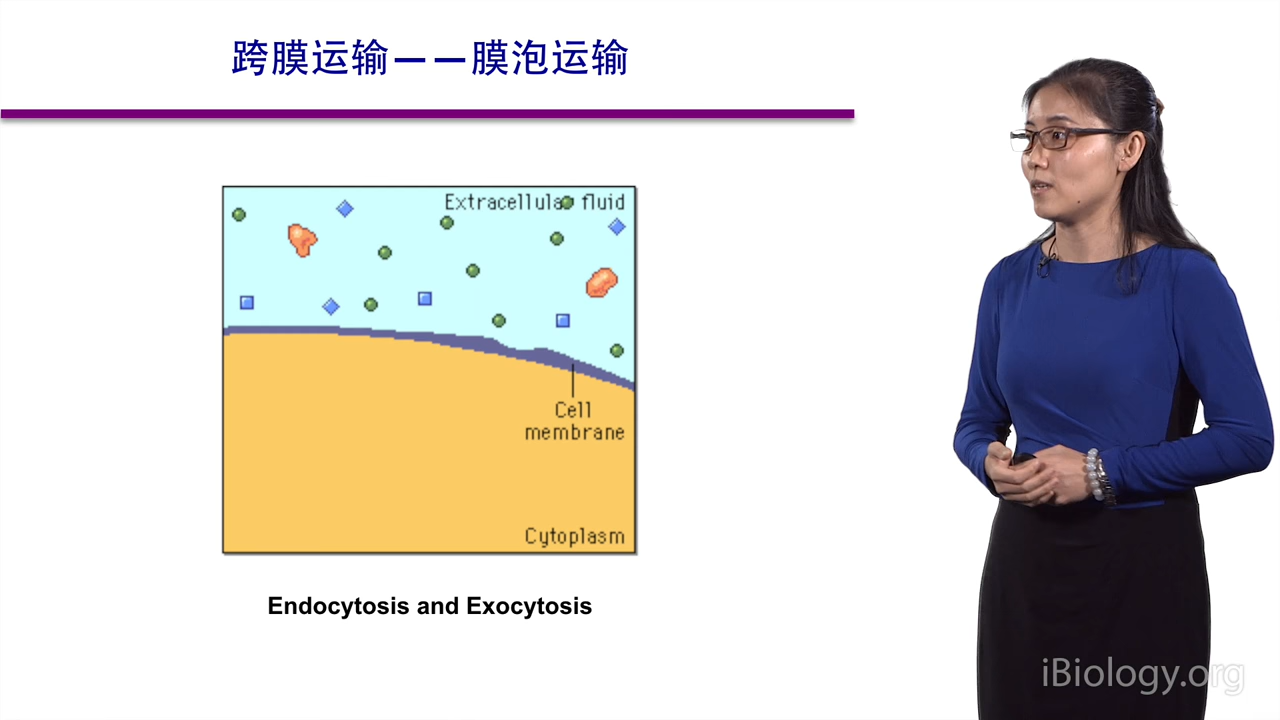 跨膜运输——膜泡运输
Extracellular fluid
Cell
membrane
Cytoplasm
Endocytosis and Exocytosis
iBiology.org